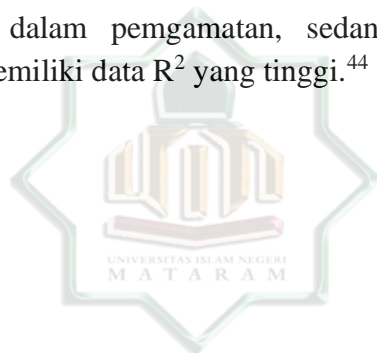 dalam pemgamatan, sedan
emiliki data R² yang tinggi.⁴⁴
UNIVERSITAS ISLAM NEGERI
M A T A R A M